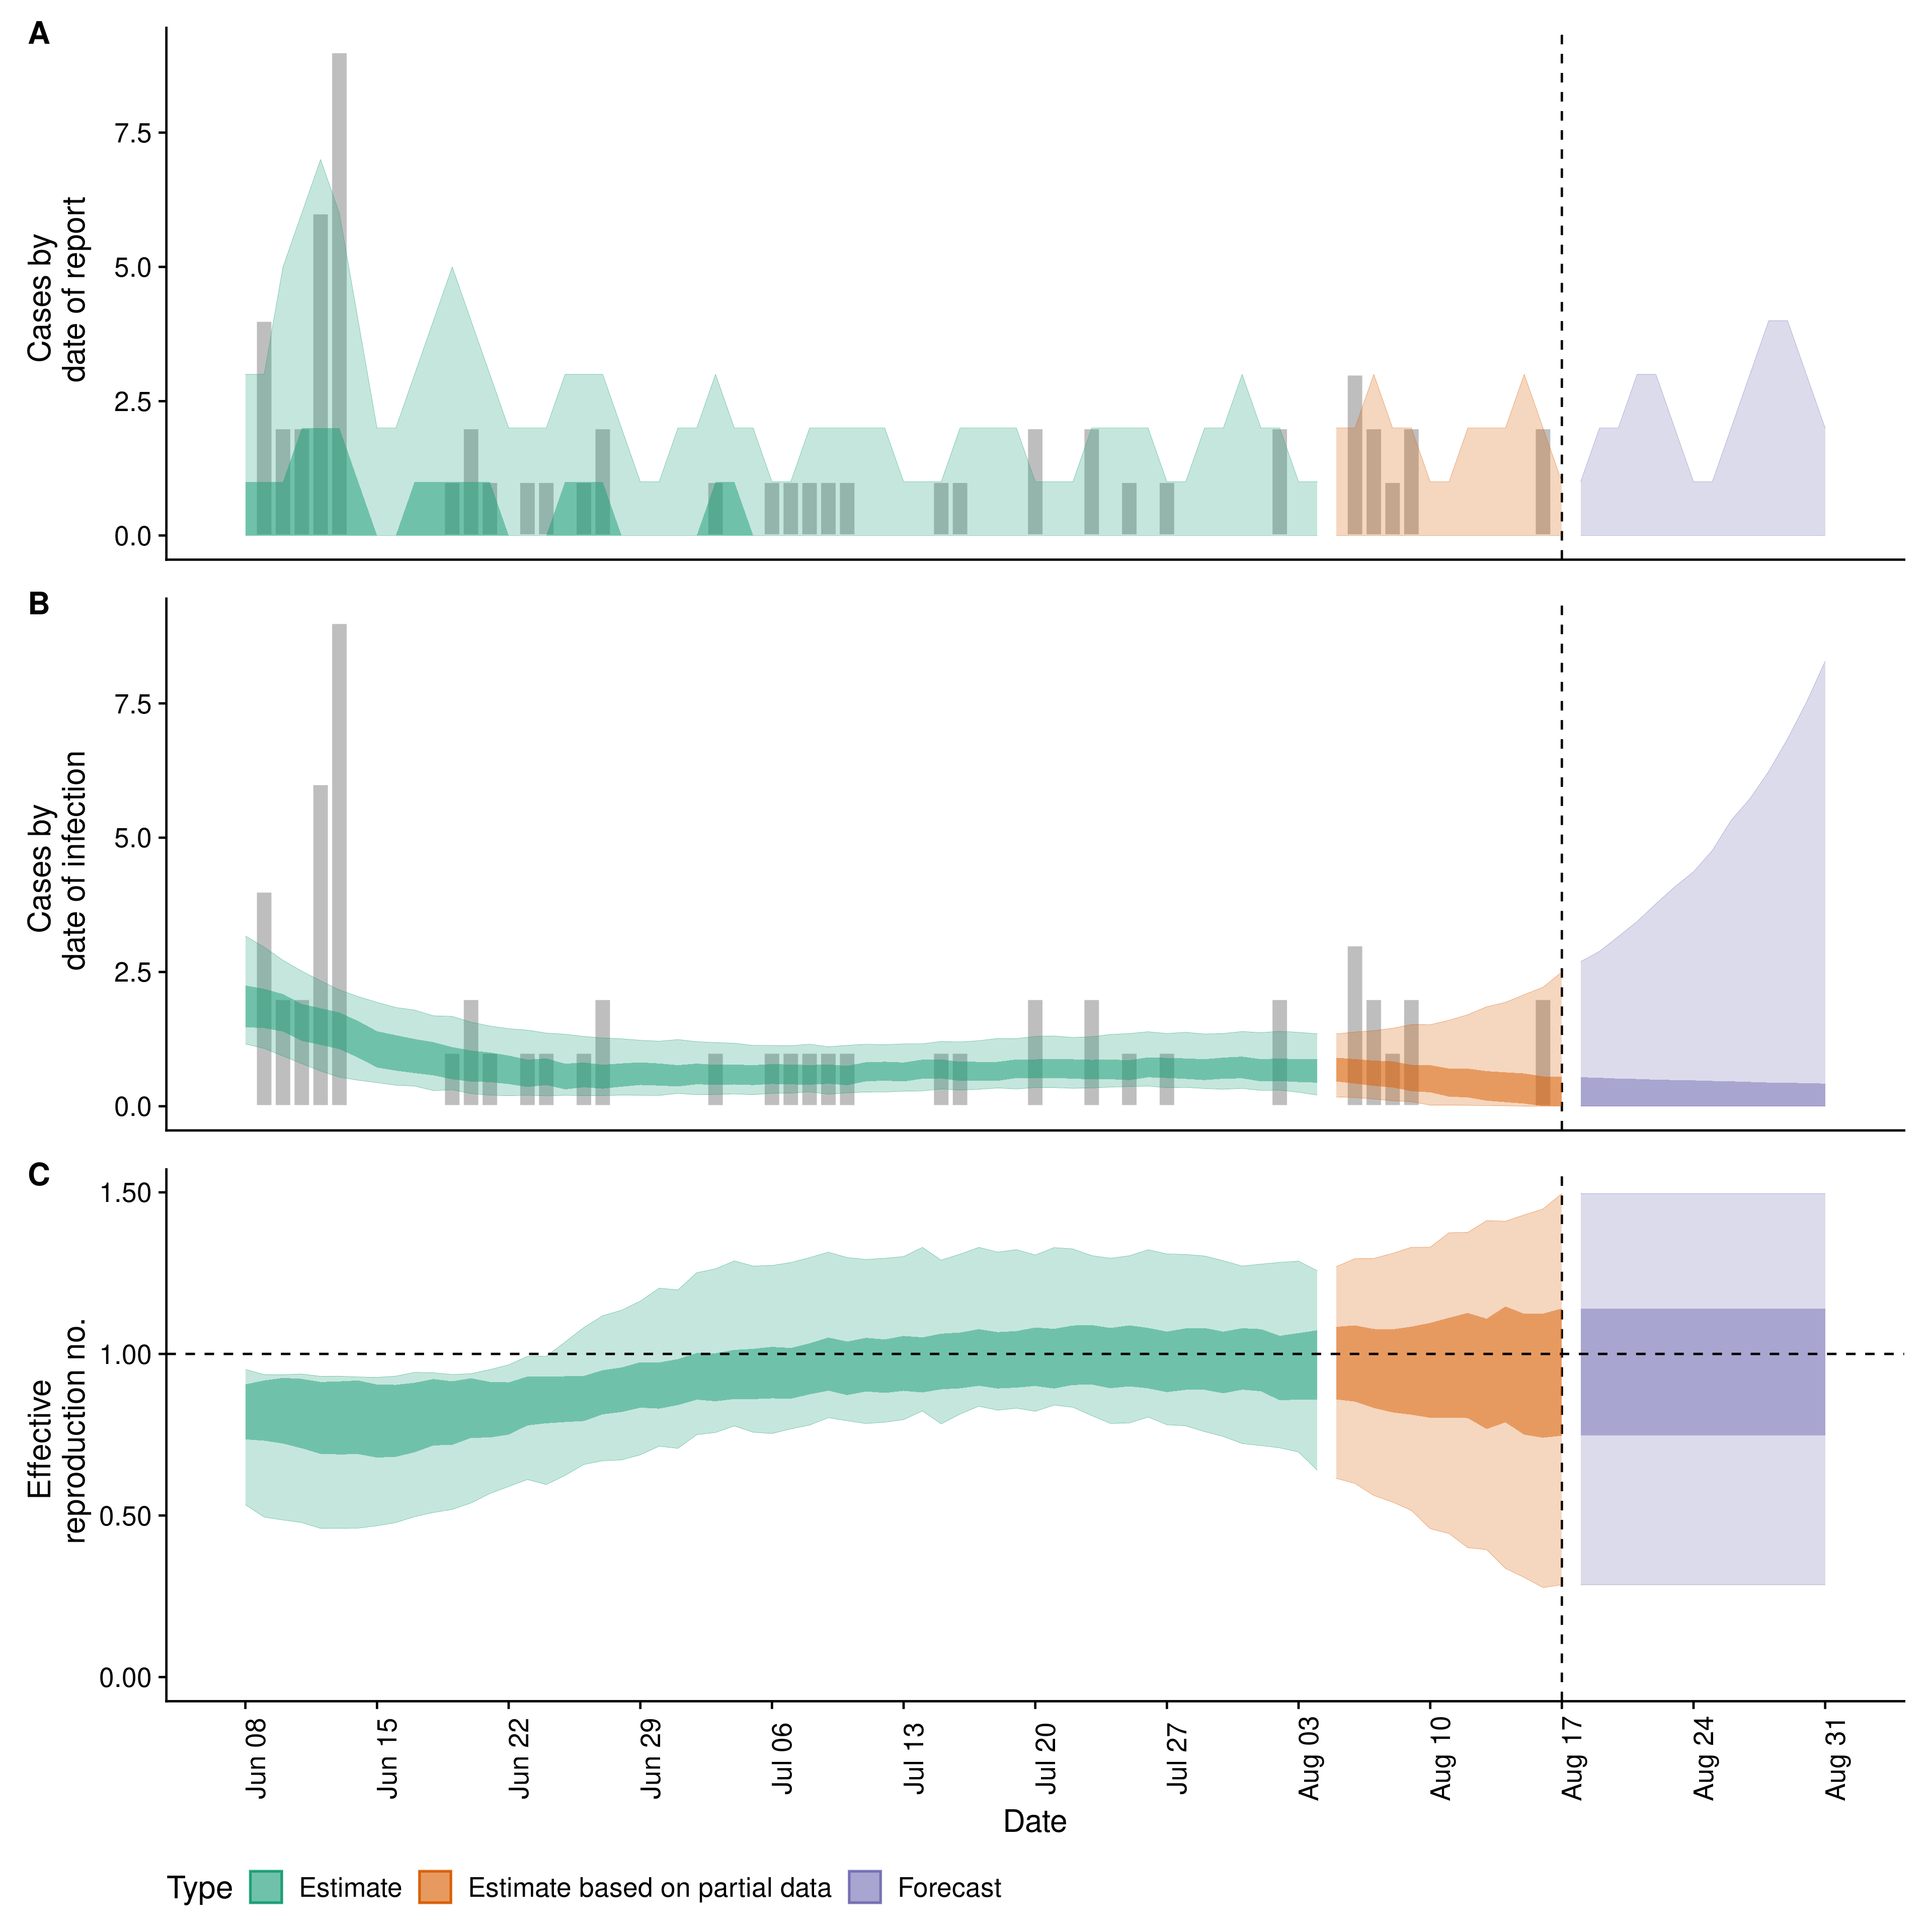 A
Cases by
date of report
7.5
5.0
2.5
0.0
B
Cases by
date of infection
7.5
5.0
2.5
0.0
C
Effective
reproduction no.
1.50
1.00
0.50
0.00
Jun 08
Jun 15
Jun 22
Jun 29
Jul 06
Jul 13
Jul 20
Jul 27
Aug 03
Aug 10
Aug 17
Aug 24
Aug 31
Date
Type Estimate Estimate based on partial data Forecast